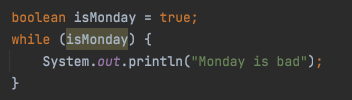 boolean isMonday = true;
while (isMonday) {
    System.out.println("Monday is bad");
}